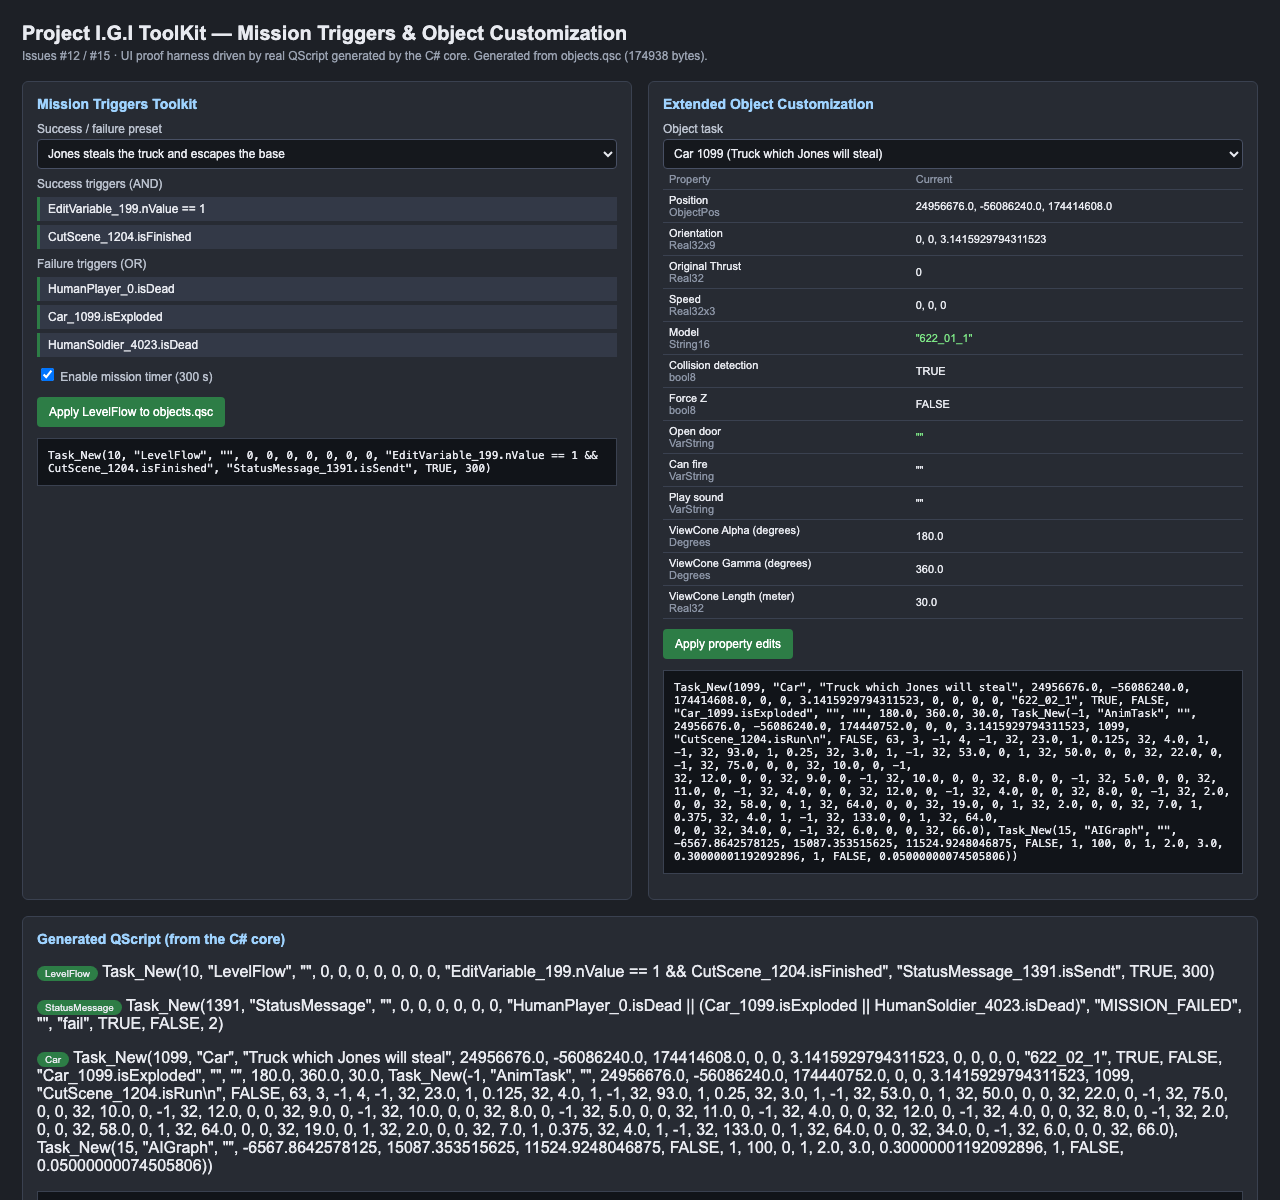 Project I.G.I ToolKit — Mission Triggers & Object Customization
Issues #12 / #15 · UI proof harness driven by real QScript generated by the C# core. Generated from objects.qsc (174938 bytes).
Mission Triggers Toolkit
Success / failure preset
Jones steals the truck and escapes the base
Success triggers (AND)
EditVariable_199.nValue == 1
CutScene_1204.isFinished
Failure triggers (OR)
HumanPlayer_0.isDead
Car_1099.isExploded
HumanSoldier_4023.isDead
Enable mission timer (300 s)
Apply LevelFlow to objects.qsc
Task_New(10, "LevelFlow", "", 0, 0, 0, 0, 0, 0, 0, "EditVariable_199.nValue == 1 &&
CutScene_1204.isFinished", "StatusMessage_1391.isSendt", TRUE, 300)
Extended Object Customization
Object task
Car 1099 (Truck which Jones will steal)
Property Current
Position
ObjectPos
24956676.0, -56086240.0, 174414608.0
Orientation
Real32x9
0, 0, 3.1415929794311523
Original Thrust
Real32
0
Speed
Real32x3
0, 0, 0
Model
String16
"622_01_1"
Collision detection
bool8
TRUE
Force Z
bool8
FALSE
Open door
VarString
""
Can fire
VarString
""
Play sound
VarString
""
ViewCone Alpha (degrees)
Degrees
180.0
ViewCone Gamma (degrees)
Degrees
360.0
ViewCone Length (meter)
Real32
30.0
Apply property edits
Task_New(1099, "Car", "Truck which Jones will steal", 24956676.0, -56086240.0,
174414608.0, 0, 0, 3.1415929794311523, 0, 0, 0, 0, "622_02_1", TRUE, FALSE,
"Car_1099.isExploded", "", "", 180.0, 360.0, 30.0, Task_New(-1, "AnimTask", "",
24956676.0, -56086240.0, 174440752.0, 0, 0, 3.1415929794311523, 1099,
"CutScene_1204.isRun\n", FALSE, 63, 3, -1, 4, -1, 32, 23.0, 1, 0.125, 32, 4.0, 1,
-1, 32, 93.0, 1, 0.25, 32, 3.0, 1, -1, 32, 53.0, 0, 1, 32, 50.0, 0, 0, 32, 22.0, 0,
-1, 32, 75.0, 0, 0, 32, 10.0, 0, -1,
32, 12.0, 0, 0, 32, 9.0, 0, -1, 32, 10.0, 0, 0, 32, 8.0, 0, -1, 32, 5.0, 0, 0, 32,
11.0, 0, -1, 32, 4.0, 0, 0, 32, 12.0, 0, -1, 32, 4.0, 0, 0, 32, 8.0, 0, -1, 32, 2.0,
0, 0, 32, 58.0, 0, 1, 32, 64.0, 0, 0, 32, 19.0, 0, 1, 32, 2.0, 0, 0, 32, 7.0, 1,
0.375, 32, 4.0, 1, -1, 32, 133.0, 0, 1, 32, 64.0,
0, 0, 32, 34.0, 0, -1, 32, 6.0, 0, 0, 32, 66.0), Task_New(15, "AIGraph", "",
-6567.8642578125, 15087.353515625, 11524.9248046875, FALSE, 1, 100, 0, 1, 2.0, 3.0,
0.30000001192092896, 1, FALSE, 0.05000000074505806))
Generated QScript (from the C# core)
LevelFlow Task_New(10, "LevelFlow", "", 0, 0, 0, 0, 0, 0, 0, "EditVariable_199.nValue == 1 && CutScene_1204.isFinished", "StatusMessage_1391.isSendt", TRUE, 300)
StatusMessage Task_New(1391, "StatusMessage", "", 0, 0, 0, 0, 0, 0, "HumanPlayer_0.isDead || (Car_1099.isExploded || HumanSoldier_4023.isDead)", "MISSION_FAILED",
"", "fail", TRUE, FALSE, 2)
Car Task_New(1099, "Car", "Truck which Jones will steal", 24956676.0, -56086240.0, 174414608.0, 0, 0, 3.1415929794311523, 0, 0, 0, 0, "622_02_1", TRUE, FALSE,
"Car_1099.isExploded", "", "", 180.0, 360.0, 30.0, Task_New(-1, "AnimTask", "", 24956676.0, -56086240.0, 174440752.0, 0, 0, 3.1415929794311523, 1099,
"CutScene_1204.isRun\n", FALSE, 63, 3, -1, 4, -1, 32, 23.0, 1, 0.125, 32, 4.0, 1, -1, 32, 93.0, 1, 0.25, 32, 3.0, 1, -1, 32, 53.0, 0, 1, 32, 50.0, 0, 0, 32, 22.0, 0, -1, 32, 75.0,
0, 0, 32, 10.0, 0, -1, 32, 12.0, 0, 0, 32, 9.0, 0, -1, 32, 10.0, 0, 0, 32, 8.0, 0, -1, 32, 5.0, 0, 0, 32, 11.0, 0, -1, 32, 4.0, 0, 0, 32, 12.0, 0, -1, 32, 4.0, 0, 0, 32, 8.0, 0, -1, 32, 2.0,
0, 0, 32, 58.0, 0, 1, 32, 64.0, 0, 0, 32, 19.0, 0, 1, 32, 2.0, 0, 0, 32, 7.0, 1, 0.375, 32, 4.0, 1, -1, 32, 133.0, 0, 1, 32, 64.0, 0, 0, 32, 34.0, 0, -1, 32, 6.0, 0, 0, 32, 66.0),
Task_New(15, "AIGraph", "", -6567.8642578125, 15087.353515625, 11524.9248046875, FALSE, 1, 100, 0, 1, 2.0, 3.0, 0.30000001192092896, 1, FALSE,
0.05000000074505806))